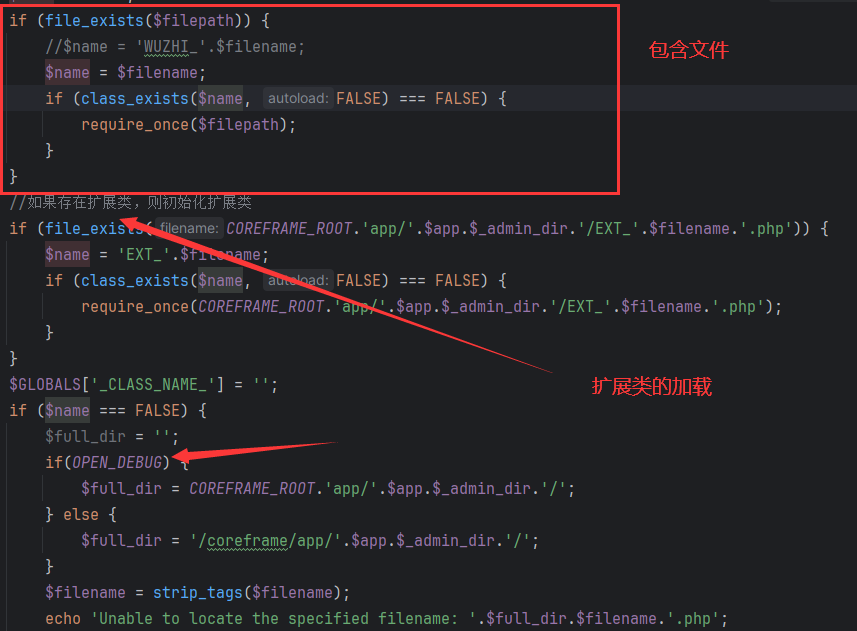 if (file_exists($filepath)) {
//$name = 'WUZHI_'.$filename;
包含文件
$name = $filename;
if (class_exists($name, autoload: FALSE) === FALSE) {
require_once($filepath);
}
}
//如果存在扩展类，则初始化扩展类
if (file_exists( filename: COREFRAME_ROOT.'app/'.$app.$_admin_dir.'/EXT_'.$filename.'.php')) {
$name = 'EXT_'.$filename;
if (class_exists($name, autoload: FALSE) === FALSE) {
require_once(COREFRAME_ROOT.'app/'.$app.$_admin_dir.'/EXT_'.$filename.'.php');
}
}
$GLOBALS['_CLASS_NAME_'] = '';
扩展类的加载
if ($name === FALSE) {
$full_dir = '';
if(OPEN_DEBUG) {
$full_dir = COREFRAME_ROOT.'app/'.$app.$_admin_dir.'/';
} else {
$full_dir = '/coreframe/app/'.$app.$_admin_dir.'/';
}
$filename = strip_tags($filename);
echo 'Unable to locate the specified filename: '.$full_dir.$filename.'.php';